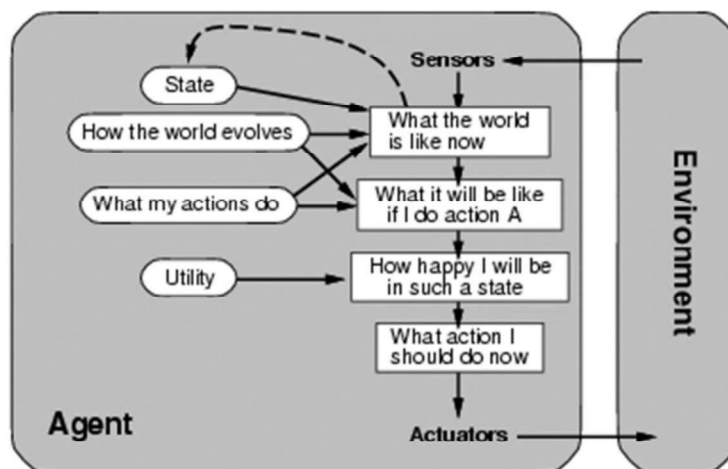 Sensors
State
What the world
is like now
How the world evolves
What my actions do
What it will be like
if I do action A
Utility
How happy I will be
in such a state
What action I
should do now
Agent
Actuators
Environment